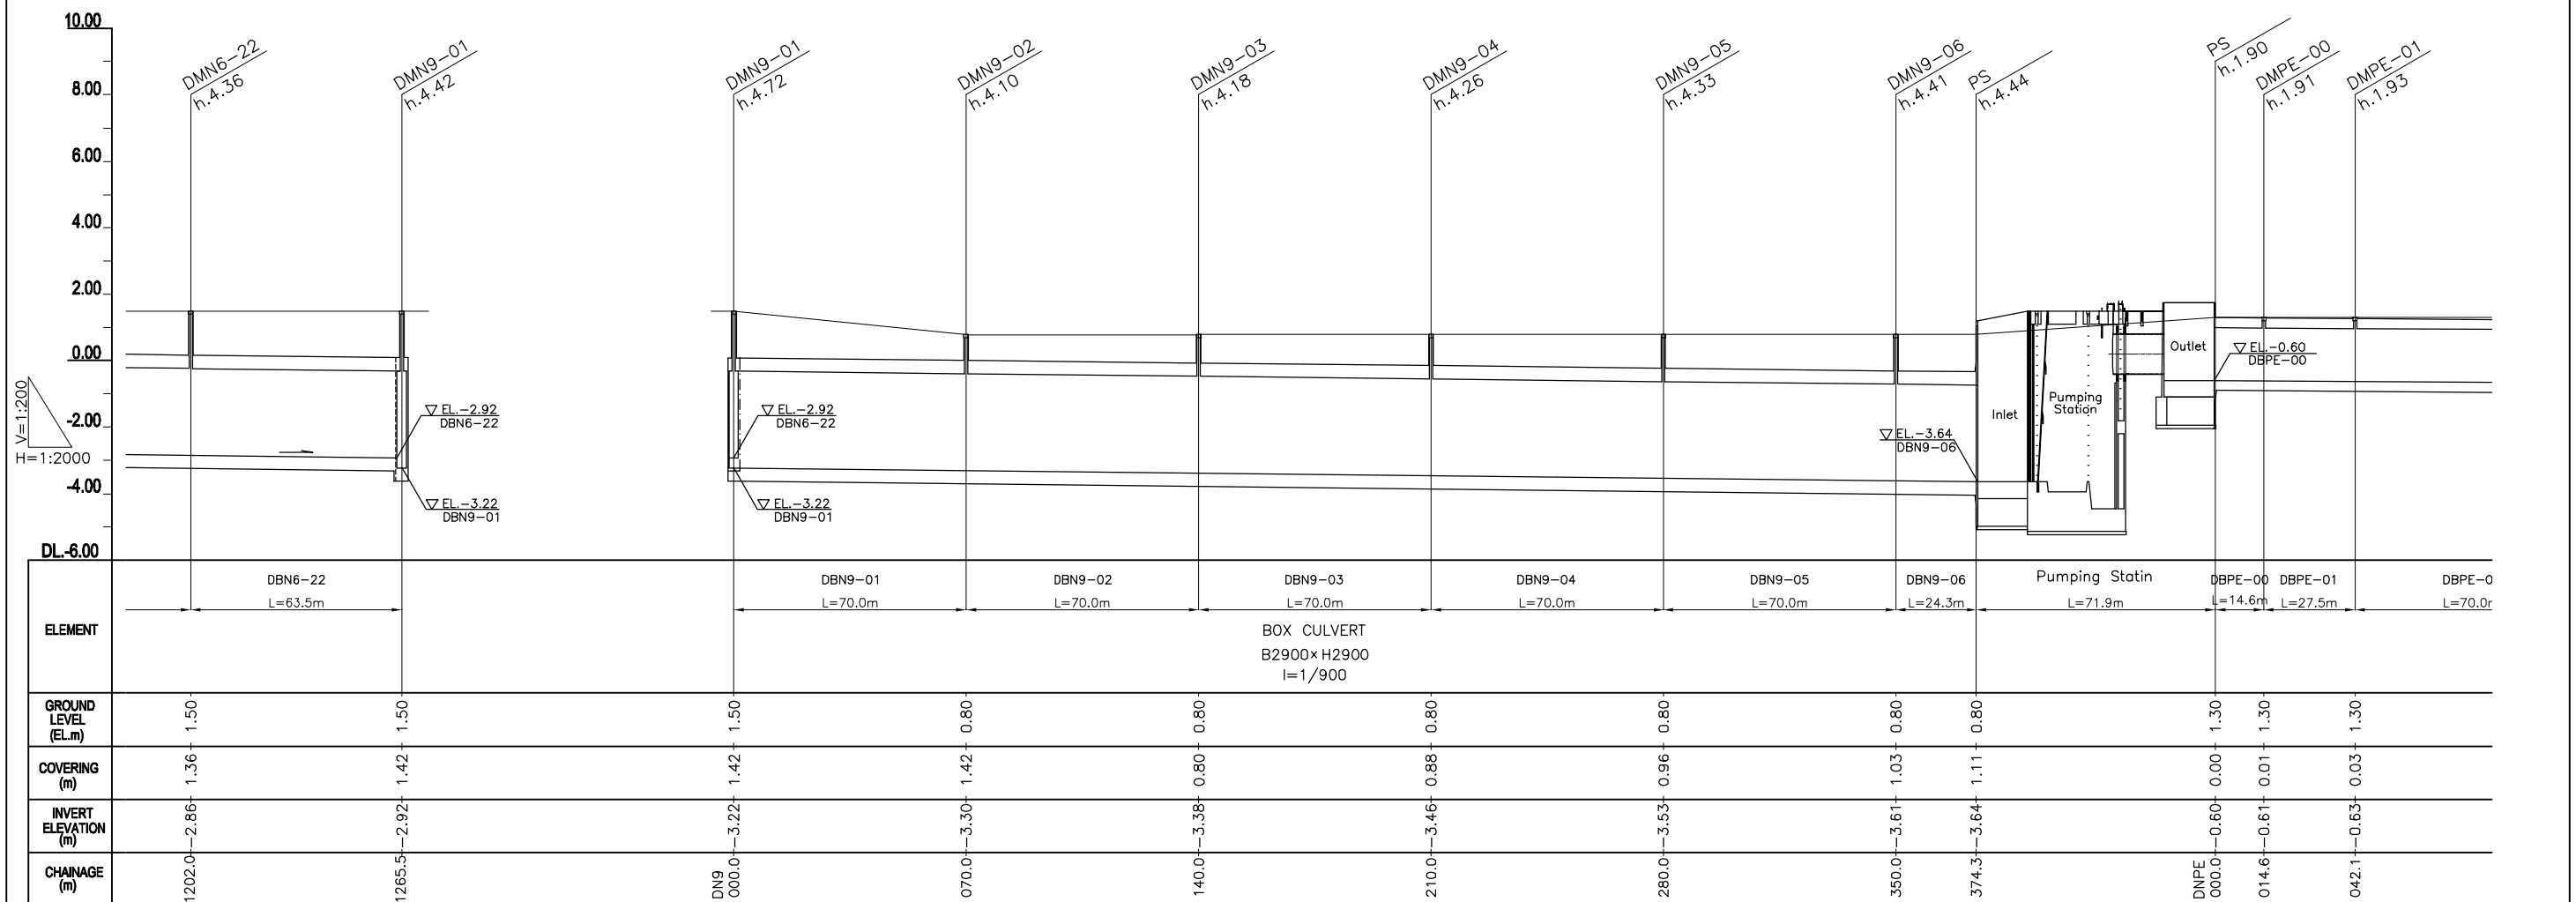 10.00
8.00
6.00
4.00
2.00
0.00
-2.00
-4.00
DL.-6.00
V=1:200
H=1:2000
DMN6-22
h.4.36
DMN9-01
h.4.42
DMN9-01
h.4.72
DMN9-02
h.4.10
DMN9-03
h.4.18
DMN9-04
h.4.26
DMN9-05
h.4.33
DMN9-06
h.4.41
PS
h.4.44
PS
h.1.90
DMPE-00
h.1.91
DMPE-01
h.1.93
EL.-2.92
DBN6-22
EL.-3.22
DBN9-01
EL.-2.92
DBN6-22
EL.-3.22
DBN9-01
EL.-3.64
DBN9-06
Inlet
Pumping
Station
Outlet
EL.-0.60
DBPE-00
ELEMENT
DBN6-22
L=63.5m
DBN9-01
L=70.0m
DBN9-02
L=70.0m
DBN9-03
L=70.0m
DBN9-04
L=70.0m
DBN9-05
L=70.0m
DBN9-06
L=24.3m
Pumping Statin
L=71.9m
DBPE-00
L=14.6m
DBPE-01
L=27.5m
DBPE-0
L=70.0
BOX CULVERT
B2900×H2900
I=1/900
GROUND
LEVEL
(EL.m)
1.50 1.50 1.50 0.80 0.80 0.80 0.80 0.80 0.80 1.30 1.30 1.30
COVERING
(m)
1.36 1.42 1.42 1.42 0.80 0.88 0.96 1.03 1.11 0.00 0.01 0.03
INVERT
ELEVATION
(m)
-2.86 -2.92 -3.22 -3.30 -3.38 -3.46 -3.53 -3.61 -3.64 -0.60 -0.61 -0.63
CHAINAGE
(m)
1202.0 1265.5 DN9 000.0 070.0 140.0 210.0 280.0 350.0 374.3 DNPE 000.0 014.6 042.1